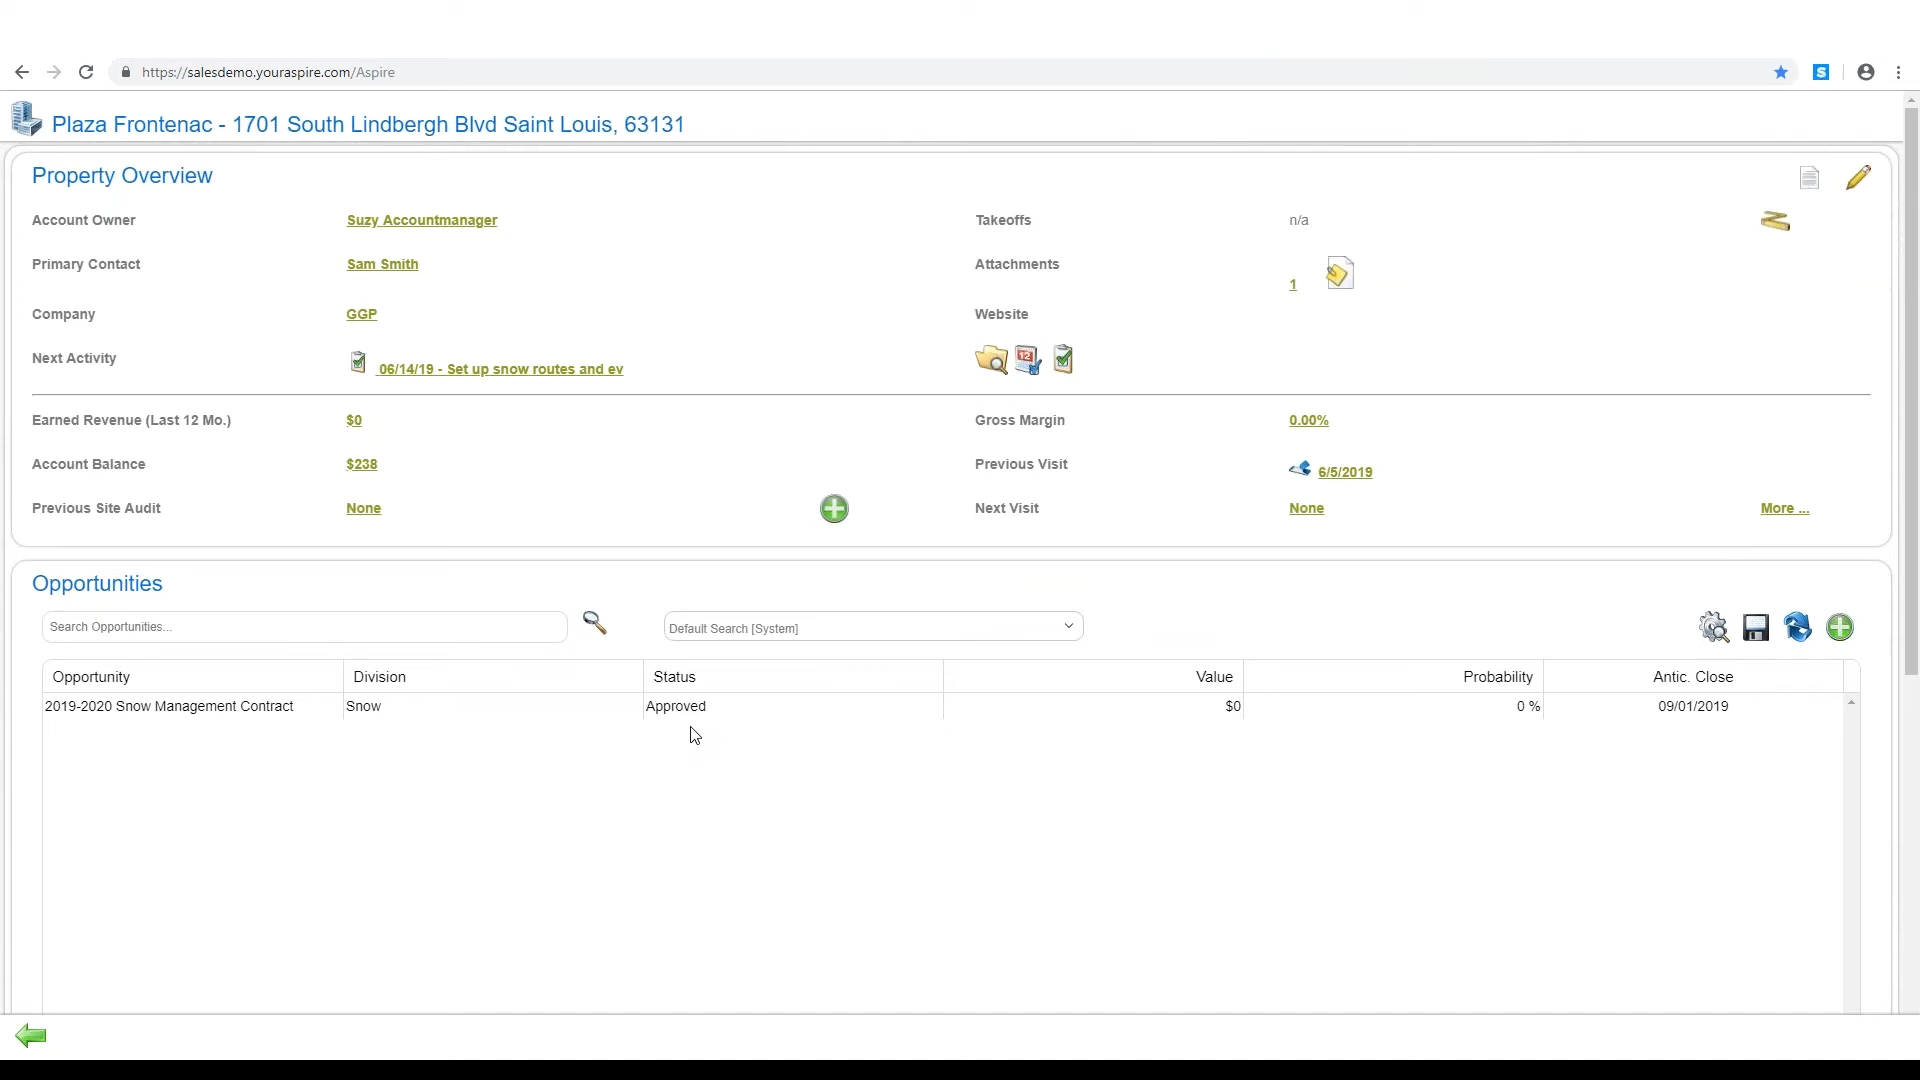 https://salesdemo.youraspire.com/Aspire
S
Plaza Frontenac - 1701 South Lindbergh Blvd Saint Louis, 63131
Property Overview
Account Owner Suzy Accountmanager Takeoffs n/a
Primary Contact Sam Smith Attachments 1
Company GGP Website
Next Activity 06/14/19 - Set up snow routes and ev 12
Earned Revenue (Last 12 Mo.) $0 Gross Margin 0.00%
Account Balance $238 Previous Visit 6/5/2019
Previous Site Audit None Next Visit None More ...
Opportunities
Search Opportunities... Default Search [System]
Opportunity Division Status Value Probability Antic. Close
2019-2020 Snow Management Contract Snow Approved $0 0 % 09/01/2019